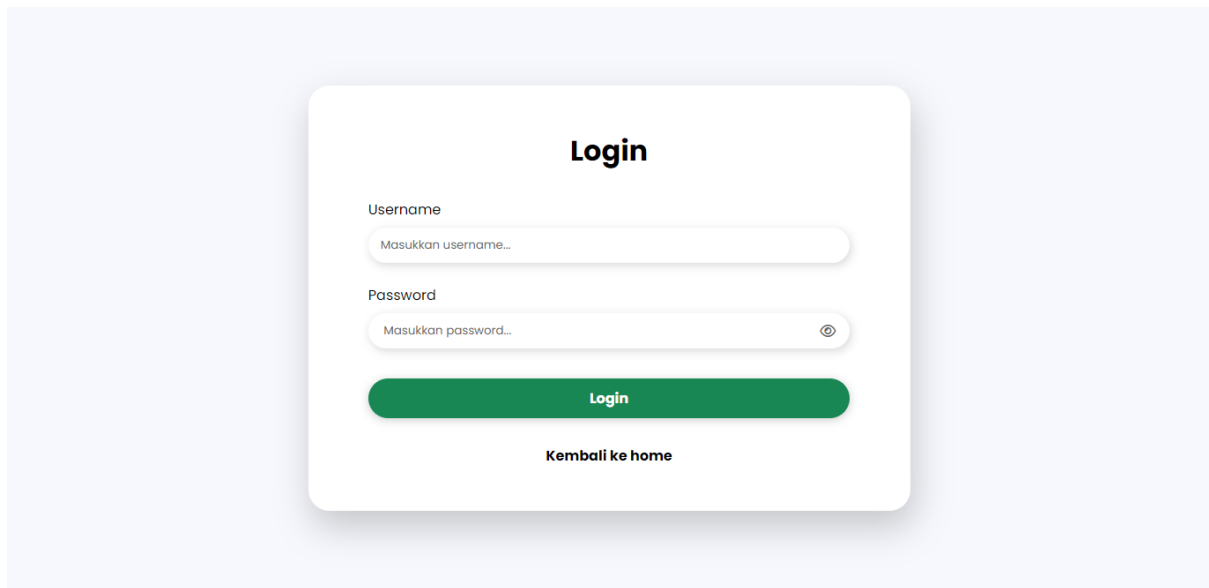 Login
Username
Masukkan username...
Password
Masukkan password...
Login
Kembali ke home